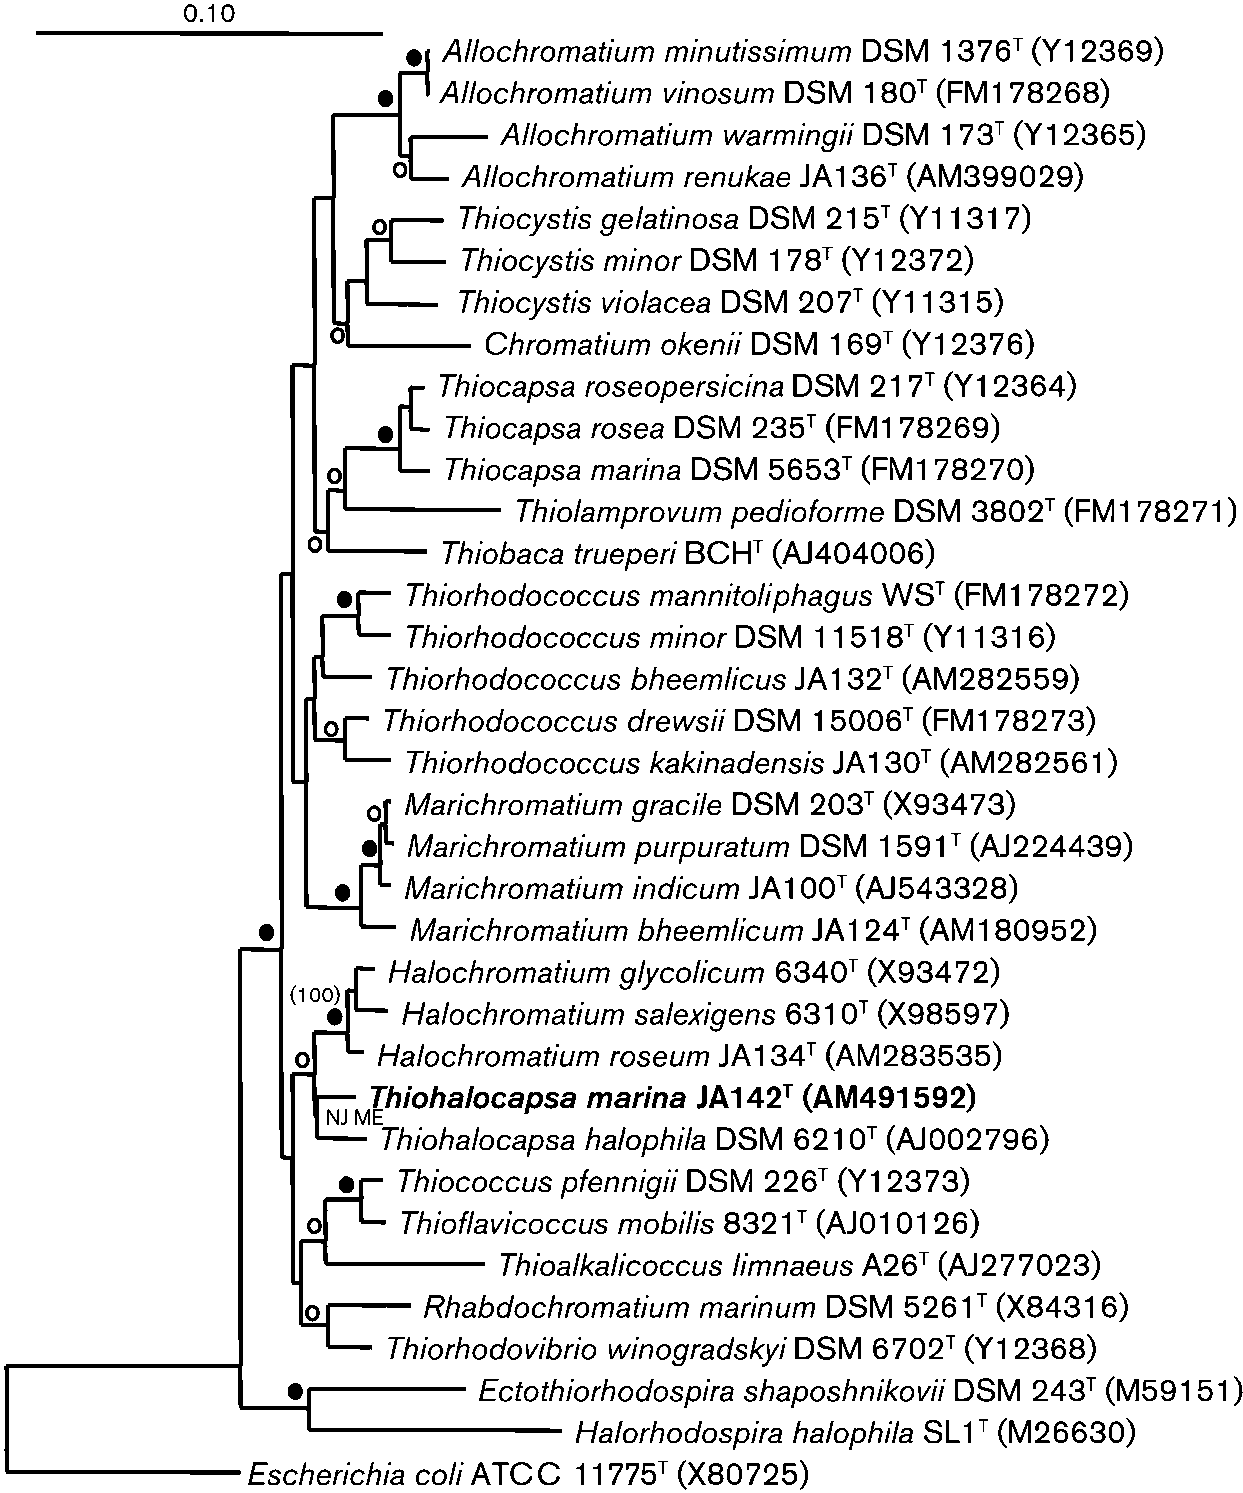 0.10
Allochromatium minutissimum DSM 1376ᵀ (Y12369)
Allochromatium vinosum DSM 180ᵀ (FM178268)
Allochromatium warmingii DSM 173ᵀ (Y12365)
Allochromatium renukae JA136ᵀ (AM399029)
Thiocystis gelatinosa DSM 215ᵀ (Y11317)
Thiocystis minor DSM 178ᵀ (Y12372)
Thiocystis violacea DSM 207ᵀ (Y11315)
Chromatium okenii DSM 169ᵀ (Y12376)
Thiocapsa roseopersicina DSM 217ᵀ (Y12364)
Thiocapsa rosea DSM 235ᵀ (FM178269)
Thiocapsa marina DSM 5653ᵀ (FM178270)
Thiolamprovum pedioforme DSM 3802ᵀ (FM178271)
Thiobaca trueperi BCHᵀ (AJ404006)
Thiorhodococcus mannitoliphagus WSᵀ (FM178272)
Thiorhodococcus minor DSM 11518ᵀ (Y11316)
Thiorhodococcus bheemlicus JA132ᵀ (AM282559)
Thiorhodococcus drewsii DSM 15006ᵀ (FM178273)
Thiorhodococcus kakinadensis JA130ᵀ (AM282561)
Marichromatium gracile DSM 203ᵀ (X93473)
Marichromatium purpuratum DSM 1591ᵀ (AJ224439)
Marichromatium indicum JA100ᵀ (AJ543328)
Marichromatium bheemlicum JA124ᵀ (AM180952)
Halochromatium glycolicum 6340ᵀ (X93472)
(100)
Halochromatium salexigens 6310ᵀ (X98597)
Halochromatium roseum JA134ᵀ (AM283535)
Thiohalocapsa marina JA142ᵀ (AM491592)
NJ ME
Thiohalocapsa halophila DSM 6210ᵀ (AJ002796)
Thiococcus pfennigii DSM 226ᵀ (Y12373)
Thioflavicoccus mobilis 8321ᵀ (AJ010126)
Thioalkalicoccus limnaeus A26ᵀ (AJ277023)
Rhabdochromatium marinum DSM 5261ᵀ (X84316)
Thiorhodovibrio winogradskyi DSM 6702ᵀ (Y12368)
Ectothiorhodospira shaposhnikovii DSM 243ᵀ (M59151)
Halorhodospira halophila SL1ᵀ (M26630)
Escherichia coli ATCC 11775ᵀ (X80725)